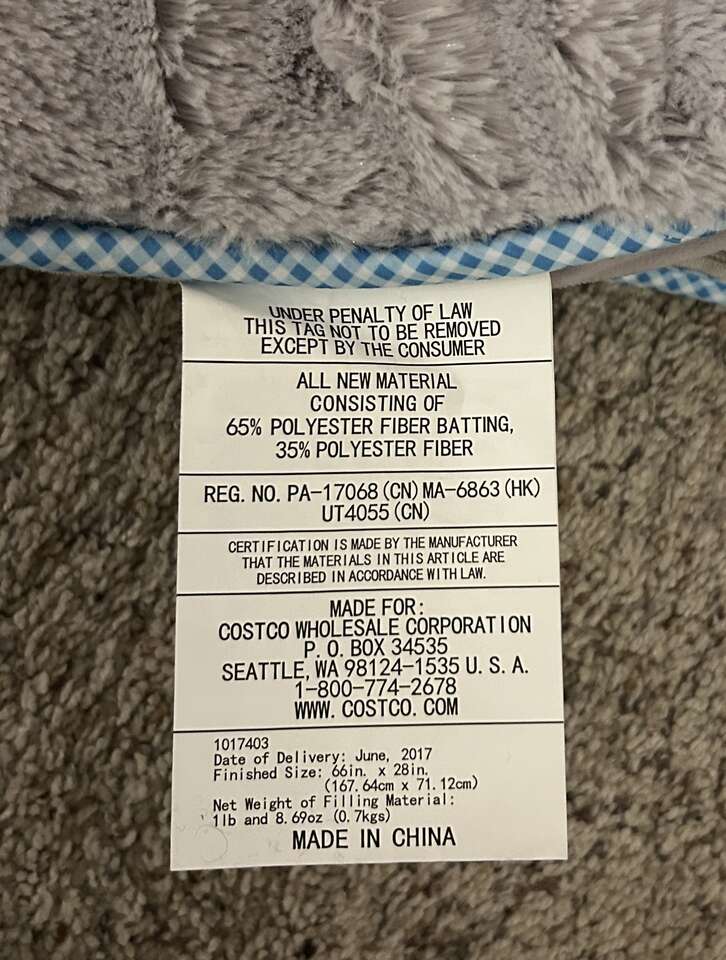 UNDER PENALTY OF LAW
THIS TAG NOT TO BE REMOVED
EXCEPT BY THE CONSUMER
ALL NEW MATERIAL
CONSISTING OF
65% POLYESTER FIBER BATTING,
35% POLYESTER FIBER
REG. NO. PA-17068 (CN) MA-6863 (HK)
UT4055 (CN)
CERTIFICATION IS MADE BY THE MANUFACTURER
THAT THE MATERIALS IN THIS ARTICLE ARE
DESCRIBED IN ACCORDANCE WITH LAW.
MADE FOR:
COSTCO WHOLESALE CORPORATION
P. O. BOX 34535
SEATTLE, WA 98124-1535 U. S. A.
1-800-774-2678
WWW. COSTCO. COM
1017403
Date of Delivery: June, 2017
Finished Size: 66in. x 28in.
(167.64cm x 71.12cm)
Net Weight of Filling Material:
1lb and 8.69oz (0.7kgs)
MADE IN CHINA